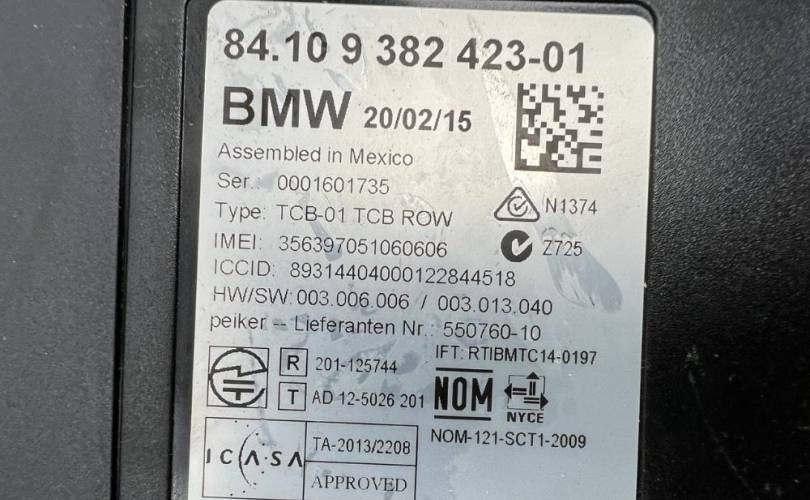 84.10 9 382 423-01
BMW 20/02/15
Assembled in Mexico
Ser.: 0001601735
N1374
Type: TCB-01 TCB ROW
IMEI: 356397051060606
Z725
ICCID: 89314404000122844518
HW/SW: 003.006.006 / 003.013.040
peiker -- Lieferanten Nr.: 550760-10
R 201-125744
IFT: RTIBMTC14-0197
T AD 12-5026 201
NOM
NYCE
NOM-121-SCT1-2009
ICASA
TA-2013/2208
APPROVED